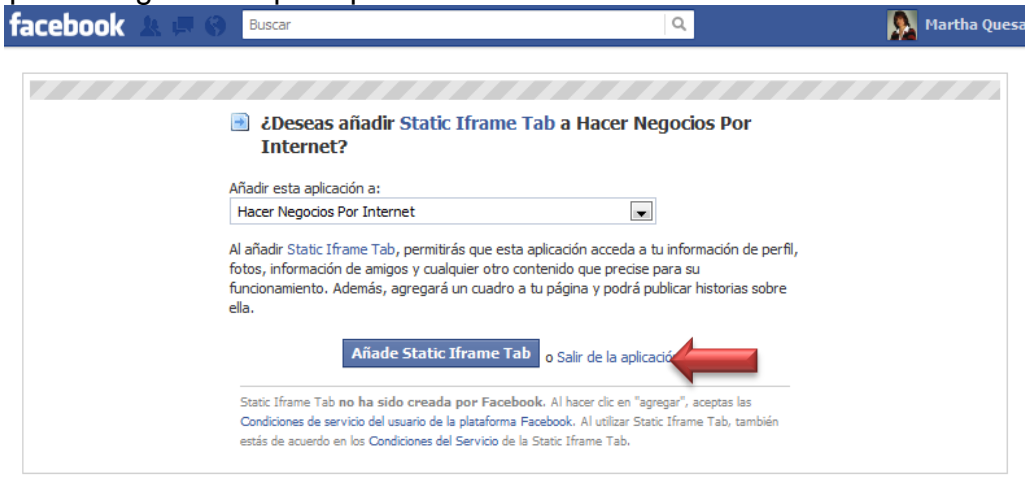 facebook
Buscar
Martha Quesa
¿Deseas añadir Static Iframe Tab a Hacer Negocios Por
Internet?
Añadir esta aplicación a:
Hacer Negocios Por Internet
Al añadir Static Iframe Tab, permitirás que esta aplicación acceda a tu información de perfil,
fotos, información de amigos y cualquier otro contenido que precise para su
funcionamiento. Además, agregará un cuadro a tu página y podrá publicar historias sobre
ella.
Añade Static Iframe Tab o Salir de la aplicació
Static Iframe Tab no ha sido creada por Facebook. Al hacer clic en "agregar", aceptas las
Condiciones de servicio del usuario de la plataforma Facebook. Al utilizar Static Iframe Tab, también
estás de acuerdo en los Condiciones del Servicio de la Static Iframe Tab.